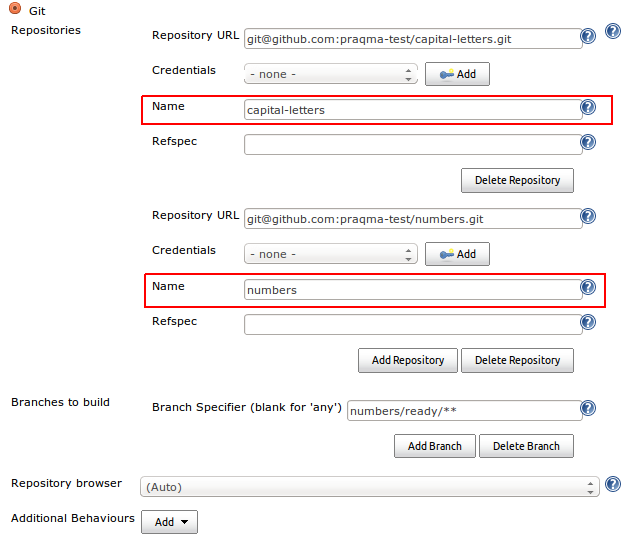 Git
Repositories
Repository URL git@github.com:praqma-test/capital-letters.git ? ?
Credentials - none - Add
Name capital-letters ?
Refspec ?
Delete Repository
Repository URL git@github.com:praqma-test/numbers.git ?
Credentials - none - Add
Name numbers ?
Refspec ?
Add Repository Delete Repository
Branches to build Branch Specifier (blank for 'any') numbers/ready/** ?
Add Branch Delete Branch
Repository browser (Auto) ?
Additional Behaviours Add